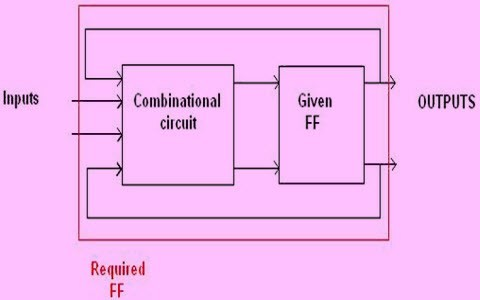 Inputs
Combinational
circuit
Given
FF
OUTPUTS
Required
FF